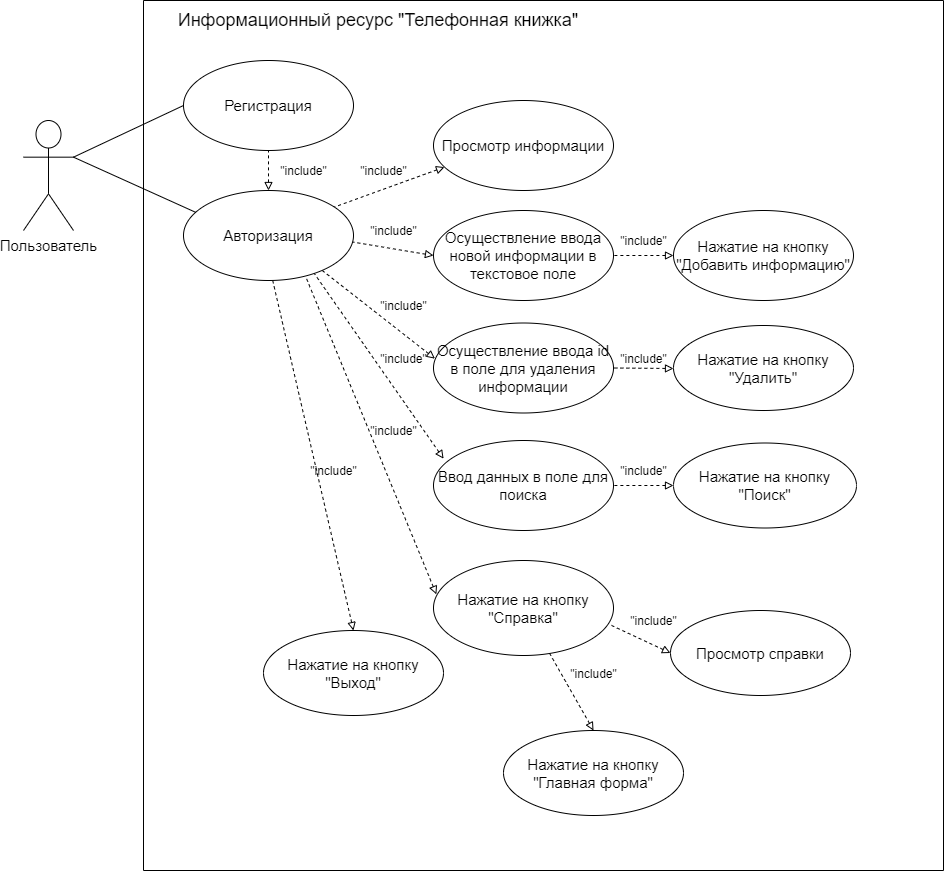 Информационный ресурс "Телефонная книжка"
Регистрация
"include"
"include"
Просмотр информации
Пользователь
Авторизация
"include"
Осуществление ввода
новой информации в
текстовое поле
"include"
Нажатие на кнопку
"Добавить информацию"
"include"
Осуществление ввода id
в поле для удаления
информации
"include"
Нажатие на кнопку
"Удалить"
"include"
"include"
Ввод данных в поле для
поиска
"include"
Нажатие на кнопку
"Поиск"
"include"
Нажатие на кнопку
"Справка"
"include"
Просмотр справки
Нажатие на кнопку
"Выход"
"include"
Нажатие на кнопку
"Главная форма"